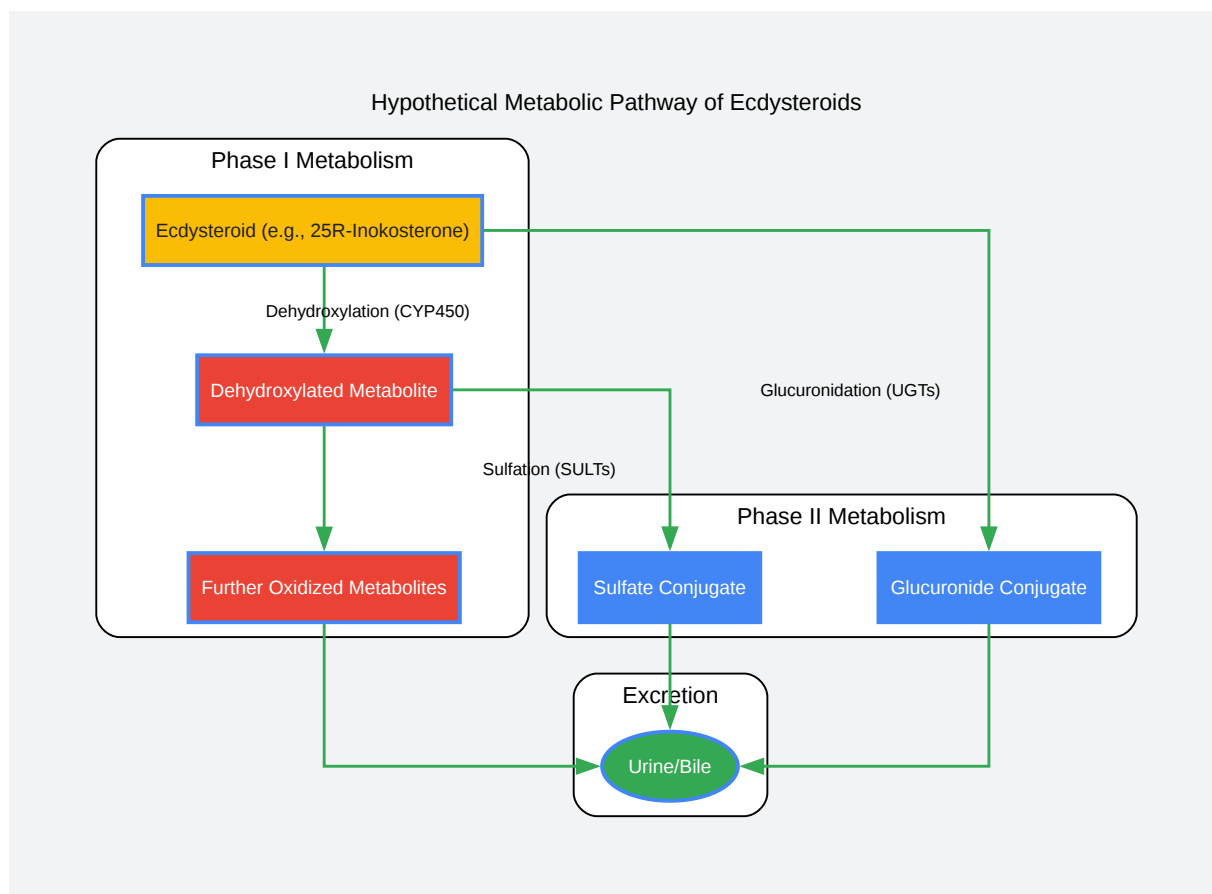 Hypothetical Metabolic Pathway of Ecdysteroids
Phase I Metabolism
Ecdysteroid (e.g., 25R-Inokosterone)
Dehydroxylation (CYP450)
Dehydroxylated Metabolite
Glucuronidation (UGTs)
Sulfation (SULTs)
Phase II Metabolism
Further Oxidized Metabolites
Sulfate Conjugate
Glucuronide Conjugate
Excretion
Urine/Bile